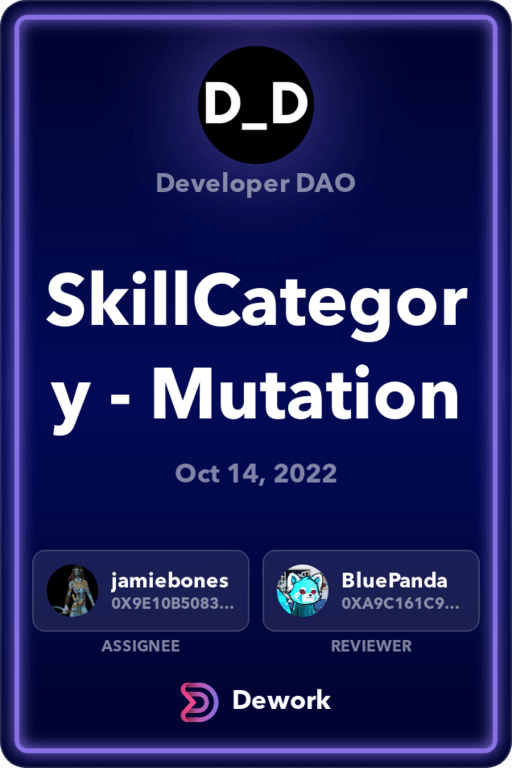 D_D
Developer DAO
SkillCategor
y - Mutation
Oct 14, 2022
jamiebones
0X9E10B5083...
ASSIGNEE
BluePanda
0XA9C161C9...
REVIEWER
Dework